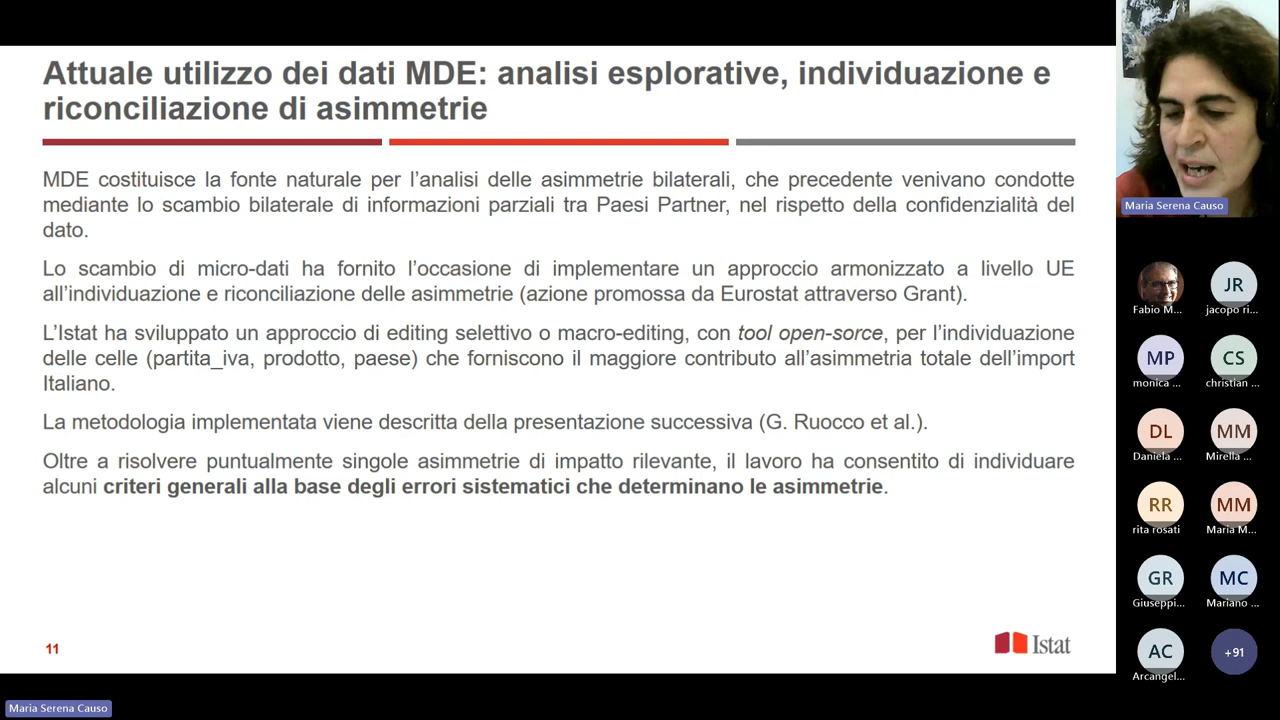 Attuale utilizzo dei dati MDE: analisi esplorative, individuazione e
riconciliazione di asimmetrie
MDE costituisce la fonte naturale per l’analisi delle asimmetrie bilaterali, che precedente venivano condotte
mediante lo scambio bilaterale di informazioni parziali tra Paesi Partner, nel rispetto della confidenzialità del
dato.
Lo scambio di micro-dati ha fornito l’occasione di implementare un approccio armonizzato a livello UE
all’individuazione e riconciliazione delle asimmetrie (azione promossa da Eurostat attraverso Grant).
L’Istat ha sviluppato un approccio di editing selettivo o macro-editing, con tool open-sorce, per l’individuazione
delle celle (partita_iva, prodotto, paese) che forniscono il maggiore contributo all’asimmetria totale dell’import
Italiano.
La metodologia implementata viene descritta della presentazione successiva (G. Ruocco et al.).
Oltre a risolvere puntualmente singole asimmetrie di impatto rilevante, il lavoro ha consentito di individuare
alcuni criteri generali alla base degli errori sistematici che determinano le asimmetrie.
11
Istat
Maria Serena Causo
Maria Serena Causo
Fabio M...
JR
jacopo ri...
MP
monica ...
CS
christian ...
DL
Daniela ...
MM
Mirella ...
RR
rita rosati
MM
Maria M...
GR
Giuseppi...
MC
Mariano ...
AC
Arcangel...
+91